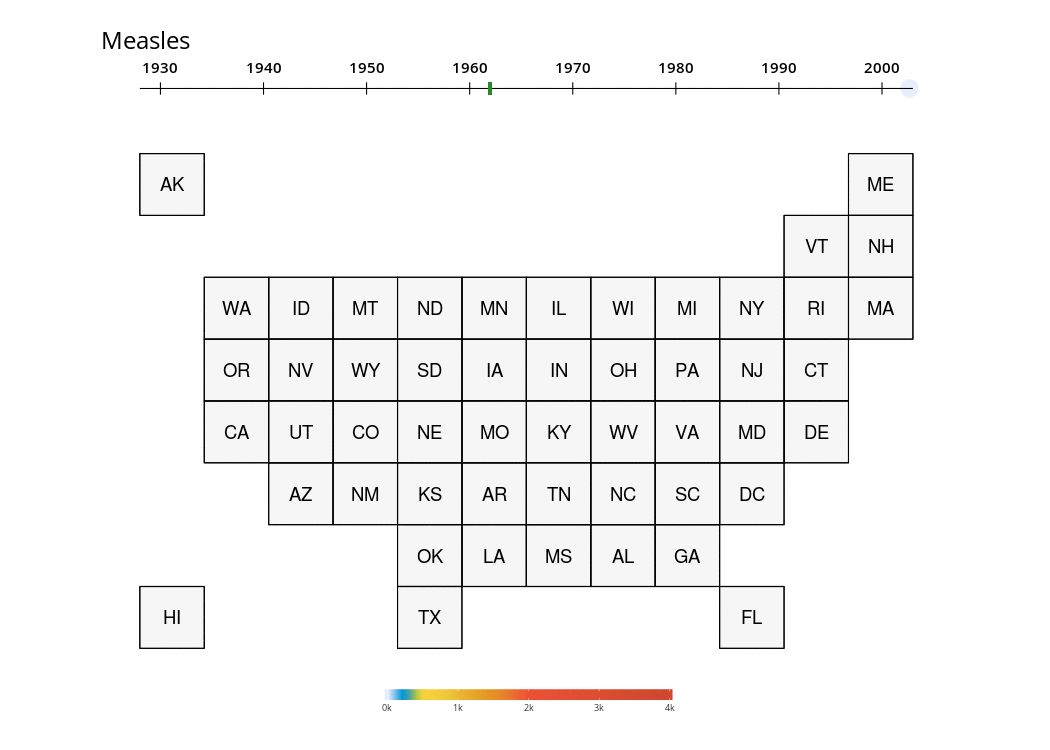 Measles
1930 1940 1950 1960 1970 1980 1990 2000
AK ME
VT NH
WA ID MT ND MN IL WI MI NY RI MA
OR NV WY SD IA IN OH PA NJ CT
CA UT CO NE MO KY WV VA MD DE
AZ NM KS AR TN NC SC DC
OK LA MS AL GA
HI TX FL
0k 1k 2k 3k 4k